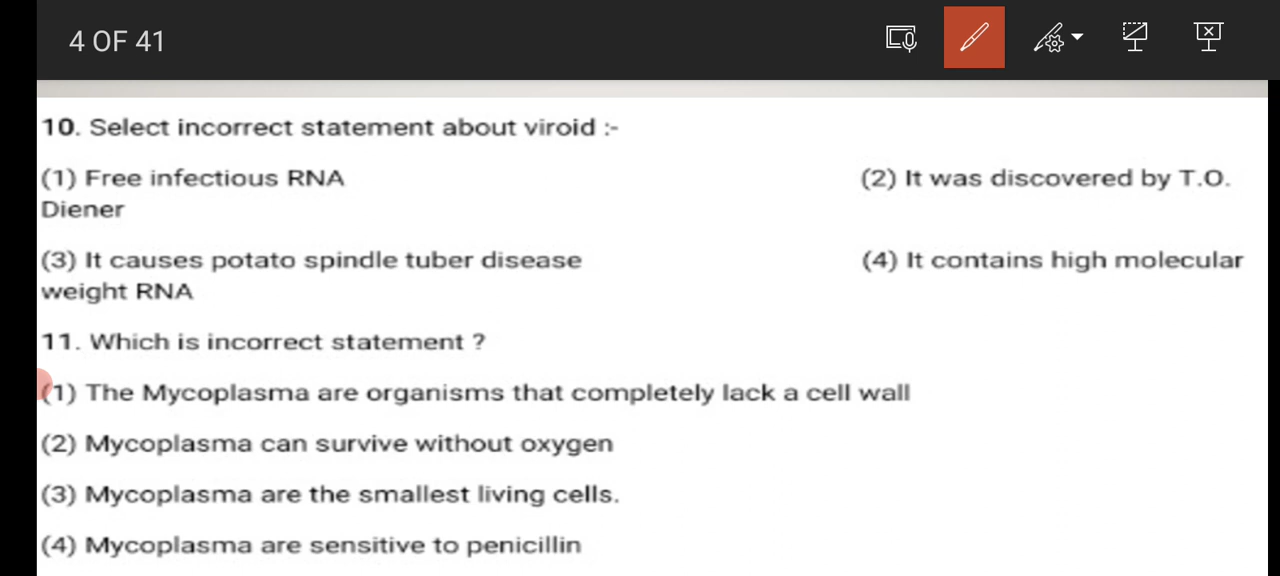 4 OF 41
10. Select incorrect statement about viroid :-
(1) Free infectious RNA (2) It was discovered by T.O.
Diener
(3) It causes potato spindle tuber disease (4) It contains high molecular
weight RNA
11. Which is incorrect statement ?
(1) The Mycoplasma are organisms that completely lack a cell wall
(2) Mycoplasma can survive without oxygen
(3) Mycoplasma are the smallest living cells.
(4) Mycoplasma are sensitive to penicillin